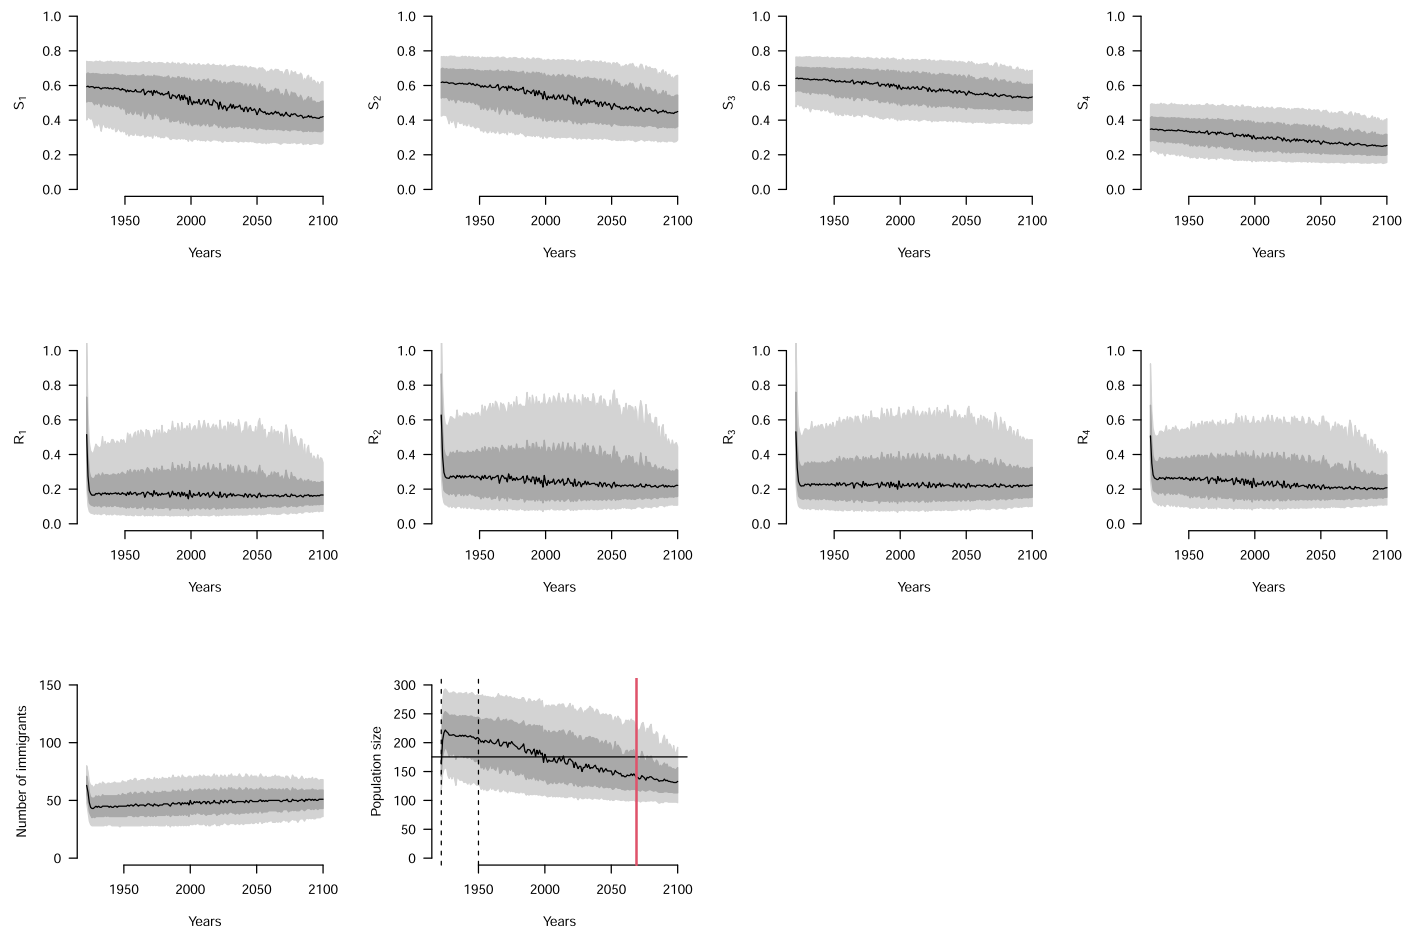 1.0 1.0 1.0 1.0
0.8 0.8 0.8 0.8
0.6 0.6 0.6 0.6
S1 S2 S3 S4
0.4 0.4 0.4 0.4
0.2 0.2 0.2 0.2
0.0 0.0 0.0 0.0
1950 2000 2050 2100 1950 2000 2050 2100 1950 2000 2050 2100 1950 2000 2050 2100
Years Years Years Years
1.0 1.0 1.0 1.0
0.8 0.8 0.8 0.8
0.6 0.6 0.6 0.6
R1 R2 R3 R4
0.4 0.4 0.4 0.4
0.2 0.2 0.2 0.2
0.0 0.0 0.0 0.0
1950 2000 2050 2100 1950 2000 2050 2100 1950 2000 2050 2100 1950 2000 2050 2100
Years Years Years Years
Number of immigrants
150
100
50
0
1950 2000 2050 2100
Years
Population size
300
250
200
150
100
50
0
1950 2000 2050 2100
Years